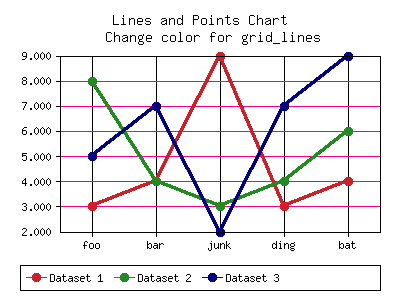 Lines and Points Chart
Change color for grid_lines
9.000
8.000
7.000
6.000
5.000
4.000
3.000
2.000
foo bar junk ding bat
Dataset 1 Dataset 2 Dataset 3